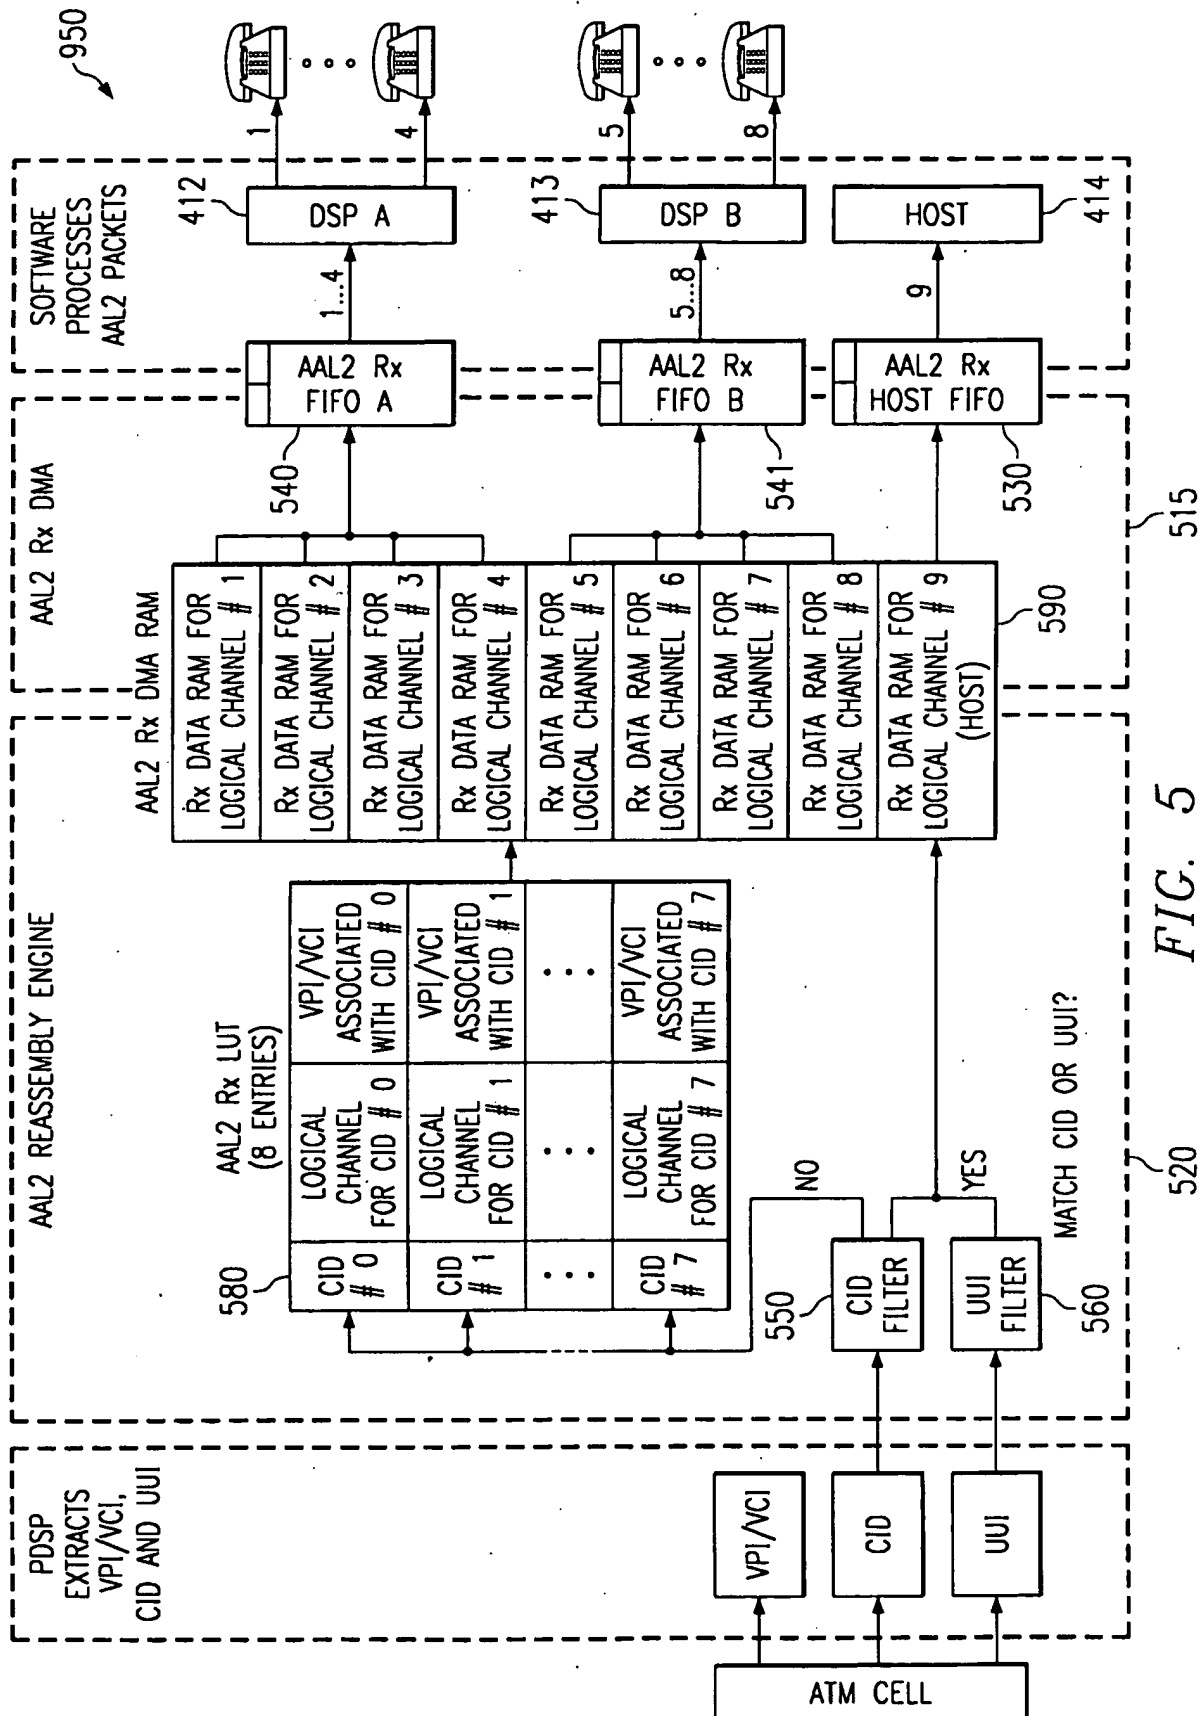 950
PDSP
EXTRACTS
VPI/VCI,
CID AND UUI
AAL2 REASSEMBLY ENGINE
AAL2 Rx DMA
SOFTWARE
PROCESSES
AAL2 PACKETS
ATM CELL
VPI/VCI
CID
UUI
550
CID
FILTER
UUI
FILTER
560
NO
YES
MATCH CID OR UUI?
520
580
AAL2 Rx LUT
(8 ENTRIES)
CID
# 0
LOGICAL
CHANNEL
FOR CID # 0
VPI/VCI
ASSOCIATED
WITH CID # 0
CID
# 1
LOGICAL
CHANNEL
FOR CID # 1
VPI/VCI
ASSOCIATED
WITH CID # 1
CID
# 7
LOGICAL
CHANNEL
FOR CID # 7
VPI/VCI
ASSOCIATED
WITH CID # 7
AAL2 Rx DMA RAM
Rx DATA RAM FOR
LOGICAL CHANNEL # 1
Rx DATA RAM FOR
LOGICAL CHANNEL # 2
Rx DATA RAM FOR
LOGICAL CHANNEL # 3
Rx DATA RAM FOR
LOGICAL CHANNEL # 4
Rx DATA RAM FOR
LOGICAL CHANNEL # 5
Rx DATA RAM FOR
LOGICAL CHANNEL # 6
Rx DATA RAM FOR
LOGICAL CHANNEL # 7
Rx DATA RAM FOR
LOGICAL CHANNEL # 8
Rx DATA RAM FOR
LOGICAL CHANNEL # 9
(HOST)
590
515
540
AAL2 Rx
FIFO A
1...4
412
DSP A
1
4
541
AAL2 Rx
FIFO B
5...8
413
DSP B
5
8
530
AAL2 Rx
HOST FIFO
9
HOST
414
FIG. 5